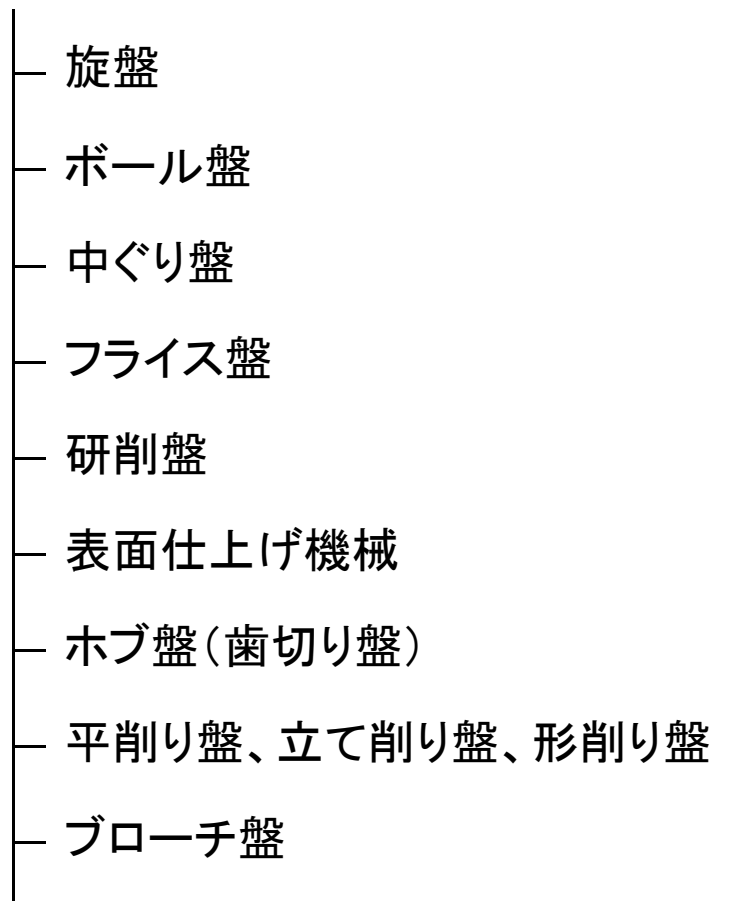 旋盤
ボール盤
中ぐり盤
フライス盤
研削盤
表面仕上げ機械
ホブ盤（歯切り盤）
平削り盤、立て削り盤、形削り盤
ブローチ盤